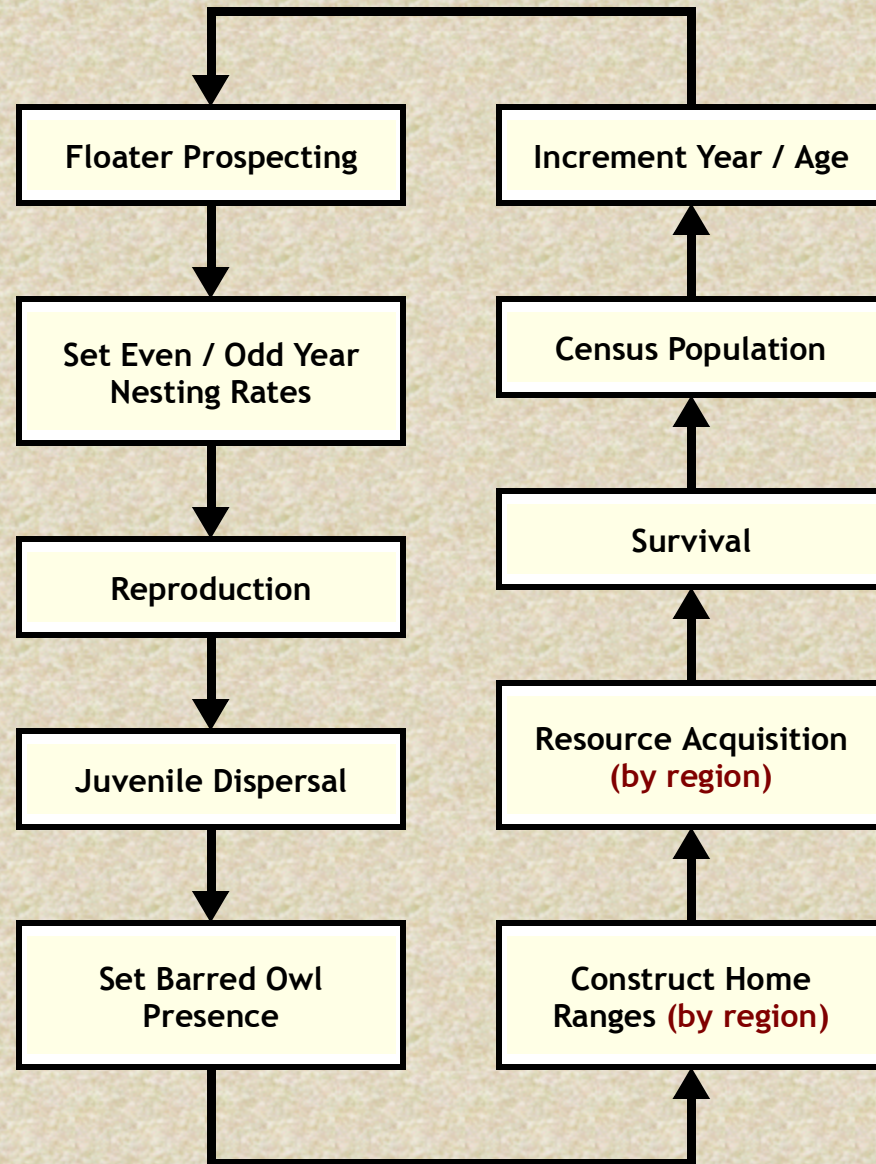 Floater Prospecting
Set Even / Odd Year
Nesting Rates
Reproduction
Juvenile Dispersal
Set Barred Owl
Presence
Construct Home
Ranges (by region)
Resource Acquisition
(by region)
Survival
Census Population
Increment Year / Age